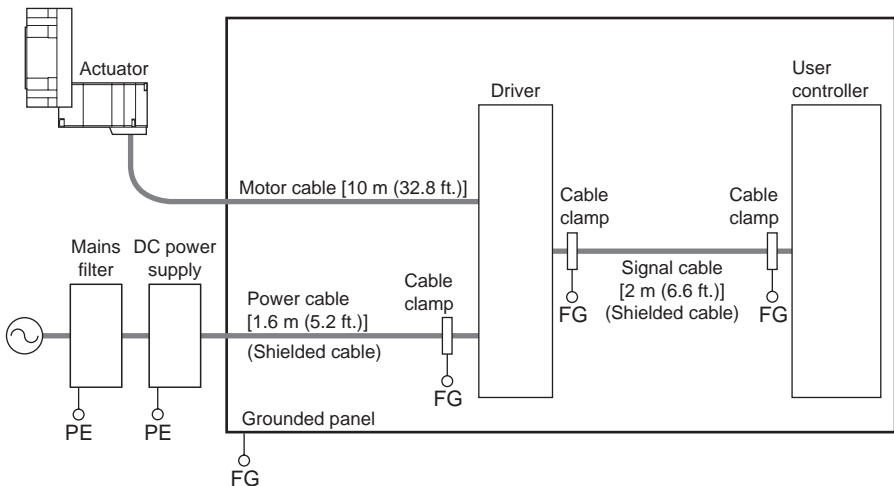 Actuator
Driver
User
controller
Motor cable [10 m (32.8 ft.)]
Cable
clamp
Cable
clamp
Mains
filter
DC power
supply
Signal cable
[2 m (6.6 ft.)]
(Shielded cable)
Power cable
[1.6 m (5.2 ft.)]
(Shielded cable)
Cable
clamp
FG
FG
FG
PE
PE
Grounded panel
FG